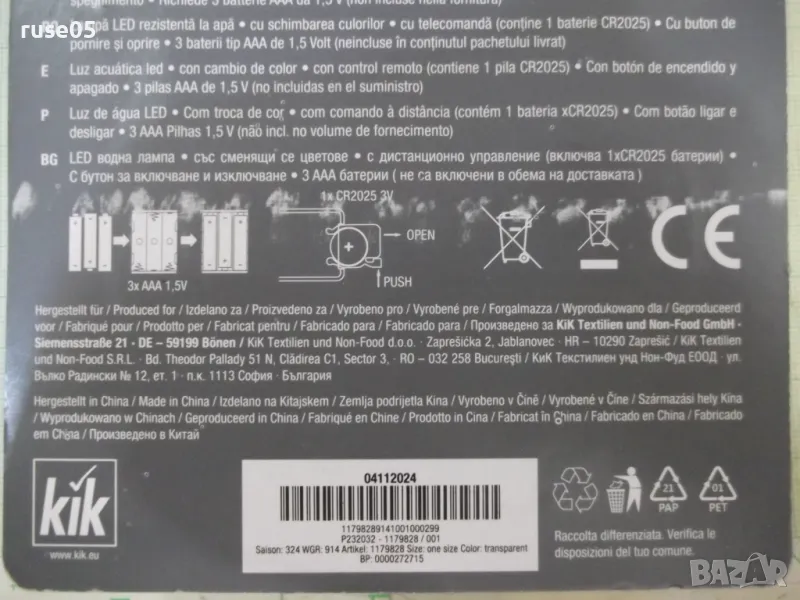 ruse05
spegnimento • Richiede 3 batterie AAA da 1,5 V (non incluse nella fornitura)
apă LED rezistentă la apă • cu schimbarea culorilor • cu telecomandă (conține 1 baterie CR2025) • Cu buton de
pornire și oprire • 3 baterii tip AAA de 1,5 Volt (neincluse în conținutul pachetului livrat)
E Luz acuática led • con cambio de color • con control remoto (contiene 1 pila CR2025) • Con botón de encendido y
apagado • 3 pilas AAA de 1,5 V (no incluidas en el suministro)
P Luz de água LED • Com troca de cor • com comando à distância (contém 1 bateria xCR2025) • Com botão ligar e
desligar • 3 AAA Pilhas 1,5 V (não incl. no volume de fornecimento)
BG LED водна лампа • със сменящи се цветове • с дистанционно управление (включва 1xCR2025 батерии) •
С бутон за включване и изключване • 3 AAA батерии ( не са включени в обема на доставката )
1x CR2025 3V
OPEN
PUSH
3x AAA 1,5V
CE
Hergestellt für / Produced for / Izdelano za / Proizvedeno za / Vyrobeno pro / Vyrobené pre / Forgalmazza / Wyprodukowano dla / Geproduceerd
voor / Fabriqué pour / Prodotto per / Fabricat pentru / Fabricado para / Fabricado para / Произведено за KiK Textilien und Non-Food GmbH •
Siemensstraße 21 • DE – 59199 Bönen / KiK Textilien und Non-Food d.o.o. • Zaprešićka 2, Jablanovec • HR – 10290 Zaprešić / KiK Textilien
und Non-Food S.R.L. • Bd. Theodor Pallady 51 N, Clădirea C1, Sector 3, • RO – 032 258 București / КиК Текстилиен унд Нон-Фуд ЕООД • ул.
Вълко Радински № 12, ет. 1 • п.к. 1113 София • България
Hergestellt in China / Made in China / Izdelano na Kitajskem / Zemlja podrijetla Kina / Vyrobeno v Číně / Vyrobené v Číne / Származási hely Kína
/ Wyprodukowano w Chinach / Geproduceerd in China / Fabriqué en Chine / Prodotto in Cina / Fabricat în China / Fabricado en China / Fabricado
em China / Произведено в Китай
kik
www.kik.eu
04112024
11798289141001000299
P232032 - 1179828 / 001
Saison: 324 WGR: 914 Artikel: 1179828 Size: one size Color: transparent
BP: 0000272715
21
PAP
01
PET
Raccolta differenziata. Verifica le
disposizioni del tuo comune.
BAZAR